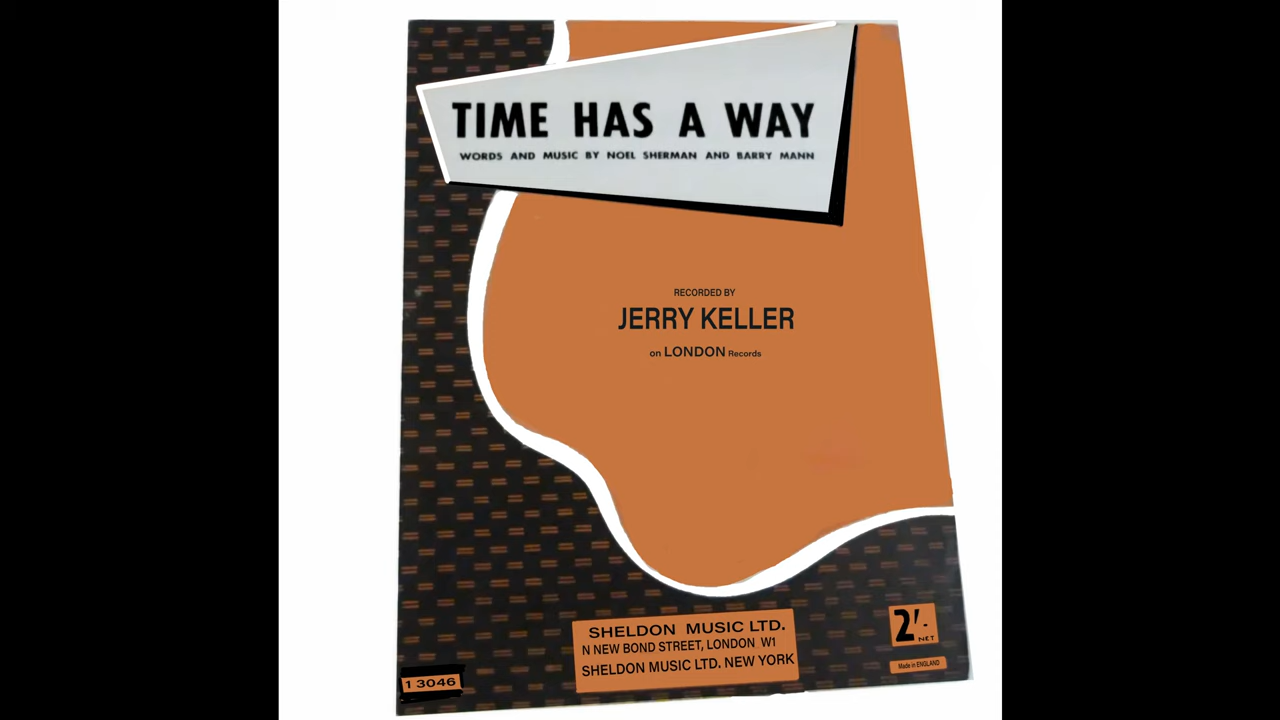 TIME HAS A WAY
WORDS AND MUSIC BY NOEL SHERMAN AND BARRY MANN
RECORDED BY
JERRY KELLER
on LONDON Records
SHELDON MUSIC LTD.
N NEW BOND STREET, LONDON W1
SHELDON MUSIC LTD. NEW YORK
2'-
NET
Made in ENGLAND
1 3046